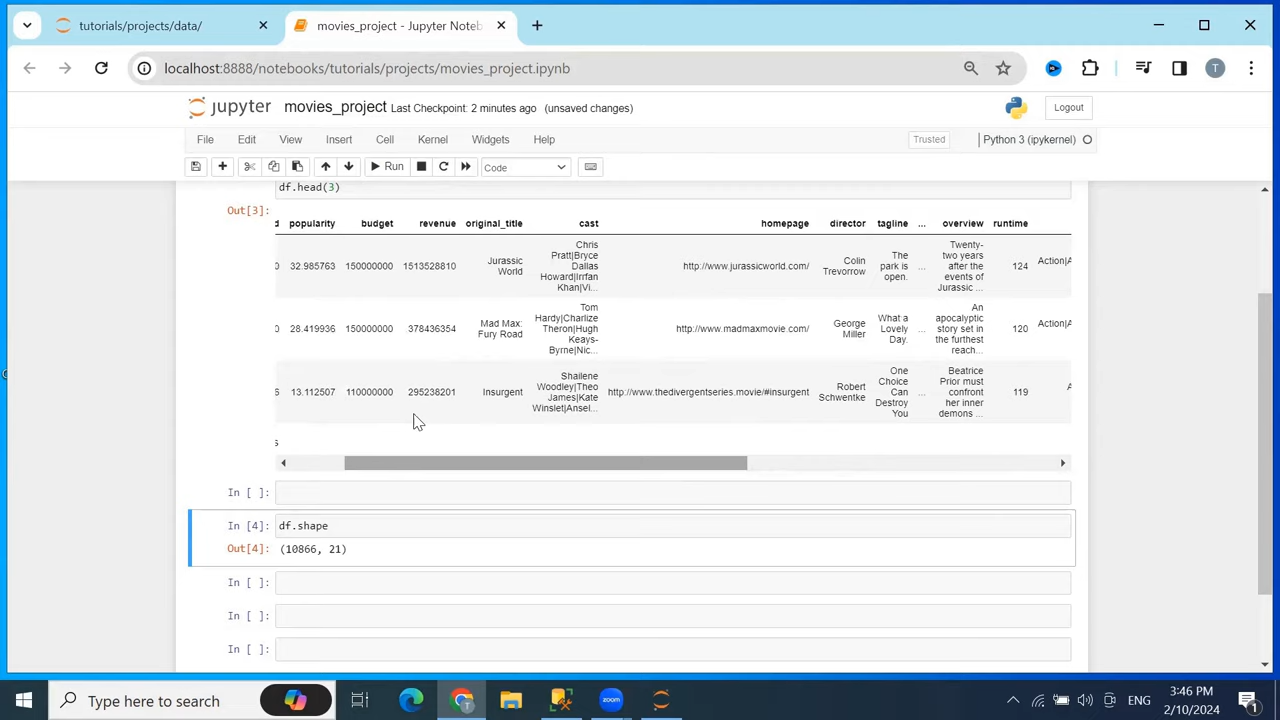 tutorials/projects/data/
movies_project - Jupyter Noteb
localhost:8888/notebooks/tutorials/projects/movies_project.ipynb
T
jupyter movies_project Last Checkpoint: 2 minutes ago (unsaved changes)
Logout
File Edit View Insert Cell Kernel Widgets Help
Trusted
Python 3 (ipykernel)
Run
Code
df.head(3)
Out[3]:
d popularity budget revenue original_title cast homepage director tagline ... overview runtime
0 32.985763 150000000 1513528810 Jurassic World Chris Pratt|Bryce Dallas Howard|Irrfan Khan|Vi... http://www.jurassicworld.com/ Colin Trevorrow The park is open. ... Twenty-two years after the events of Jurassic ... 124 Action|A
0 28.419936 150000000 378436354 Mad Max: Fury Road Tom Hardy|Charlize Theron|Hugh Keays-Byrne|Nic... http://www.madmaxmovie.com/ George Miller What a Lovely Day. ... An apocalyptic story set in the furthest reach... 120 Action|A
6 13.112507 110000000 295238201 Insurgent Shailene Woodley|Theo James|Kate Winslet|Ansel... http://www.thedivergentseries.movie/#insurgent Robert Schwentke One Choice Can Destroy You ... Beatrice Prior must confront her inner demons ... 119 A
s
In [ ]:
In [4]: df.shape
Out[4]: (10866, 21)
In [ ]:
In [ ]:
In [ ]:
Type here to search
zoom
ENG
3:46 PM
2/10/2024
1